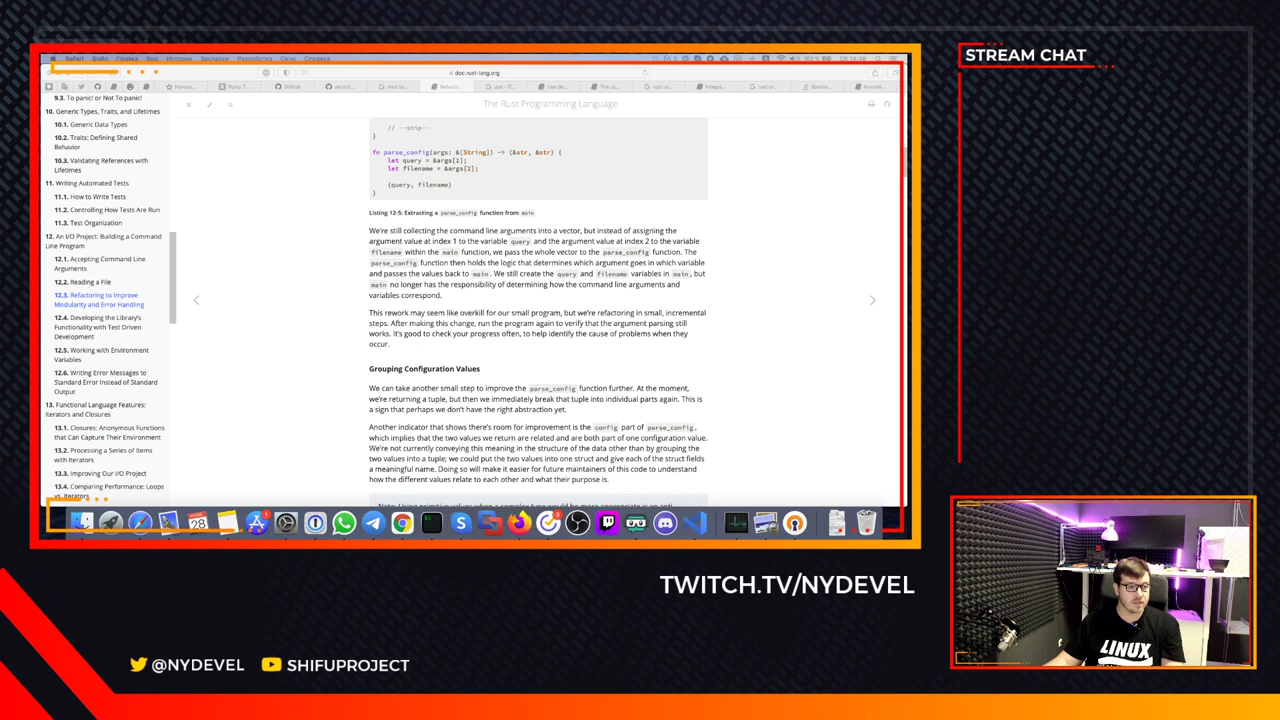 STREAM CHAT
Safari Файл Правка Вид История Закладки Разработка Окно Справка
doc.rust-lang.org
The Rust Programming Language
9.3. To panic! or Not To panic!
10. Generic Types, Traits, and Lifetimes
10.1. Generic Data Types
10.2. Traits: Defining Shared
Behavior
10.3. Validating References with
Lifetimes
11. Writing Automated Tests
11.1. How to Write Tests
11.2. Controlling How Tests Are Run
11.3. Test Organization
12. An I/O Project: Building a Command
Line Program
12.1. Accepting Command Line
Arguments
12.2. Reading a File
12.3. Refactoring to Improve
Modularity and Error Handling
12.4. Developing the Library's
Functionality with Test Driven
Development
12.5. Working with Environment
Variables
12.6. Writing Error Messages to
Standard Error Instead of Standard
Output
13. Functional Language Features:
Iterators and Closures
13.1. Closures: Anonymous Functions
that Can Capture Their Environment
13.2. Processing a Series of Items
with Iterators
13.3. Improving Our I/O Project
13.4. Comparing Performance: Loops
vs. Iterators
// --snip--
}
fn parse_config(args: &[String]) -> (&str, &str) {
let query = &args[1];
let filename = &args[2];
(query, filename)
}
Listing 12-5: Extracting a parse_config function from main
We're still collecting the command line arguments into a vector, but instead of assigning the
argument value at index 1 to the variable query and the argument value at index 2 to the variable
filename within the main function, we pass the whole vector to the parse_config function. The
parse_config function then holds the logic that determines which argument goes in which variable
and passes the values back to main. We still create the query and filename variables in main, but
main no longer has the responsibility of determining how the command line arguments and
variables correspond.
This rework may seem like overkill for our small program, but we're refactoring in small, incremental
steps. After making this change, run the program again to verify that the argument parsing still
works. It's good to check your progress often, to help identify the cause of problems when they
occur.
Grouping Configuration Values
We can take another small step to improve the parse_config function further. At the moment,
we're returning a tuple, but then we immediately break that tuple into individual parts again. This is
a sign that perhaps we don't have the right abstraction yet.
Another indicator that shows there's room for improvement is the config part of parse_config,
which implies that the two values we return are related and are both part of one configuration value.
We're not currently conveying this meaning in the structure of the data other than by grouping the
two values into a tuple; we could put the two values into one struct and give each of the struct fields
a meaningful name. Doing so will make it easier for future maintainers of this code to understand
how the different values relate to each other and what their purpose is.
28
TWITCH.TV/NYDEVEL
LINUX
@NYDEVEL
SHIFUPROJECT